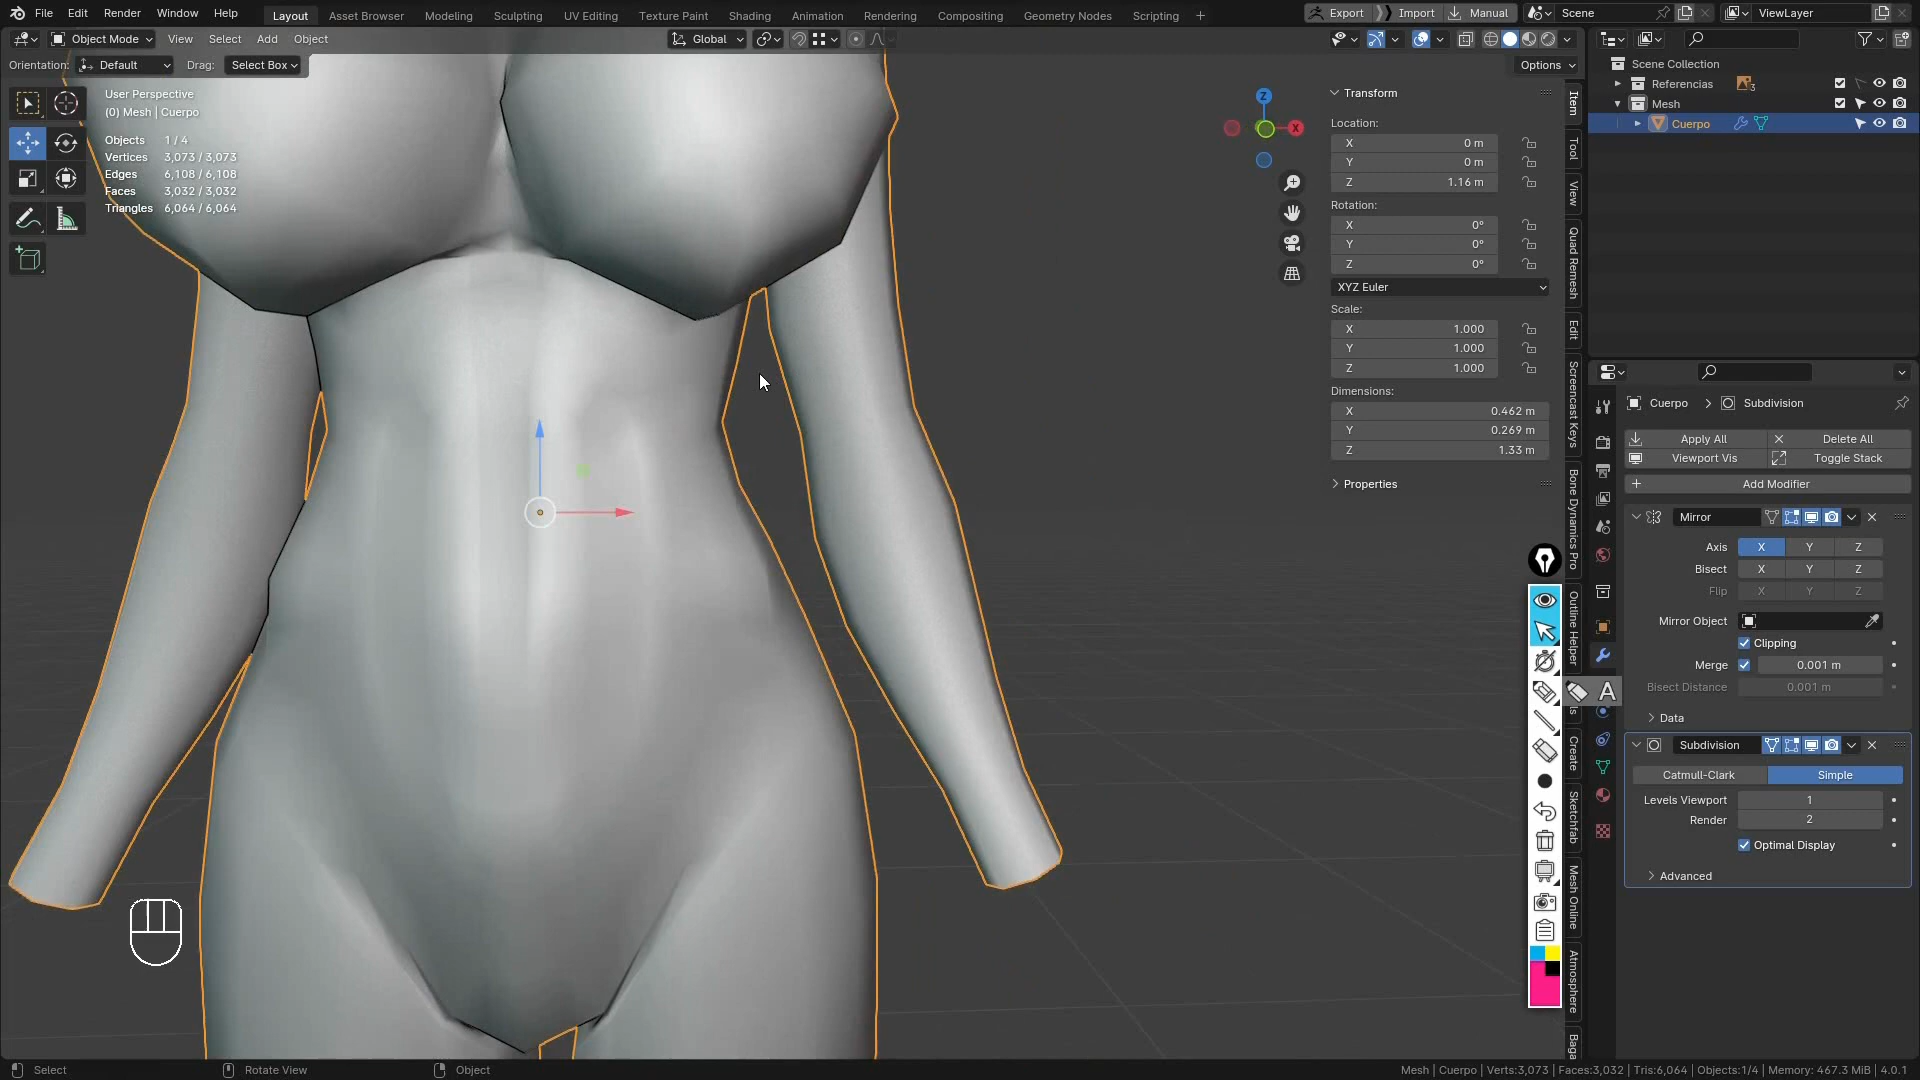 File Edit Render Window Help Layout Asset Browser Modeling Sculpting UV Editing Texture Paint Shading Animation Rendering Compositing Geometry Nodes Scripting + Export Import Manual Scene ViewLayer
Object Mode View Select Add Object Global
Orientation: Default Drag: Select Box Options
User Perspective
(0) Mesh | Cuerpo
Objects 1 / 4
Vertices 3,073 / 3,073
Edges 6,108 / 6,108
Faces 3,032 / 3,032
Triangles 6,064 / 6,064
Z
X
Transform
Location:
X 0 m
Y 0 m
Z 1.16 m
Rotation:
X 0°
Y 0°
Z 0°
XYZ Euler
Scale:
X 1.000
Y 1.000
Z 1.000
Dimensions:
X 0.462 m
Y 0.269 m
Z 1.33 m
Properties
Item
Tool
View
Quad Remesh
Edit
Screencast Keys
Bone Dynamics Pro
Outline Helper
Create
Sketchfab
Mesh Online
Atmosphere
Baga
A
Scene Collection
Referencias 3
Mesh
Cuerpo
Cuerpo > Subdivision
Apply All Delete All
Viewport Vis Toggle Stack
+ Add Modifier
Mirror
Axis X Y Z
Bisect X Y Z
Flip X Y Z
Mirror Object
Clipping
Merge 0.001 m
Bisect Distance 0.001 m
Data
Subdivision
Catmull-Clark Simple
Levels Viewport 1
Render 2
Optimal Display
Advanced
Select Rotate View Object Mesh | Cuerpo | Verts:3,073 | Faces:3,032 | Tris:6,064 | Objects:1/4 | Memory: 467.3 MiB | 4.0.1